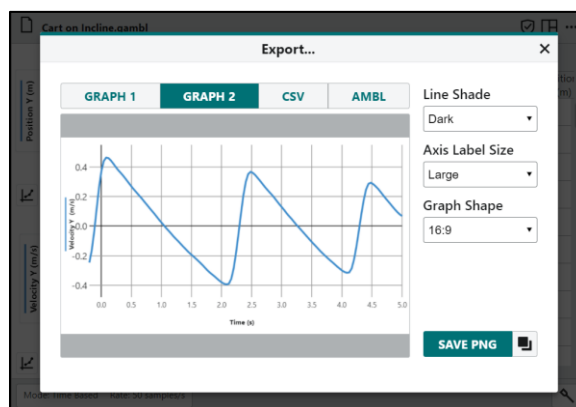 Cart on Incline.gambl
Export...
GRAPH 1 GRAPH 2 CSV AMBL
Line Shade
Dark
Axis Label Size
Large
Graph Shape
16:9
Position Y (m)
Velocity Y (m/s)
Velocity Y (m/s)
0.4
0.2
0.0
-0.2
-0.4
0.0 0.5 1.0 1.5 2.0 2.5 3.0 3.5 4.0 4.5 5.0
Time (s)
SAVE PNG
Mode: Time Based Rate: 50 samples/s